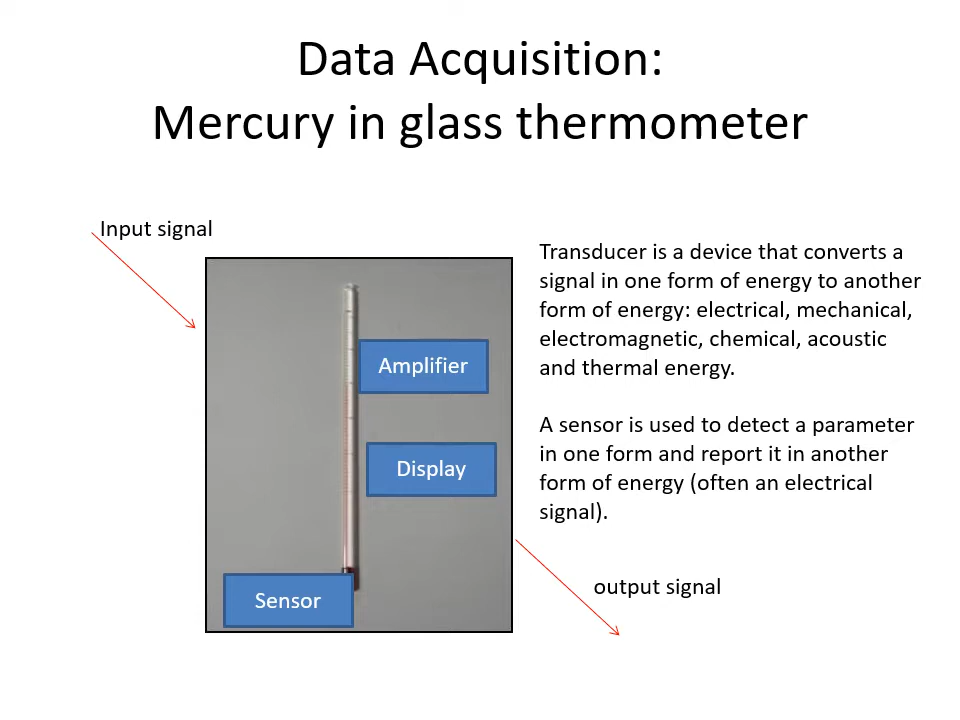 Data Acquisition:
Mercury in glass thermometer
Input signal
Transducer is a device that converts a
signal in one form of energy to another
form of energy: electrical, mechanical,
electromagnetic, chemical, acoustic
and thermal energy.
A sensor is used to detect a parameter
in one form and report it in another
form of energy (often an electrical
signal).
Amplifier
Display
Sensor
output signal